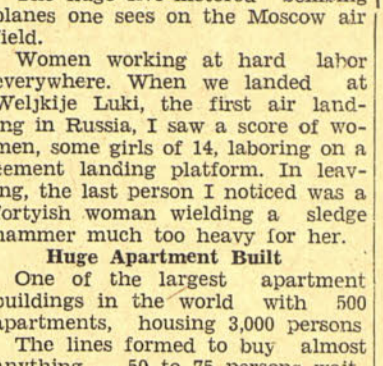 planes one sees on the Moscow air
field.
Women working at hard labor
everywhere. When we landed at
Weljkije Luki, the first air land-
ing in Russia, I saw a score of wo-
men, some girls of 14, laboring on a
cement landing platform. In leav-
ing, the last person I noticed was a
fortyish woman wielding a sledge
hammer much too heavy for her.
Huge Apartment Built
One of the largest apartment
buildings in the world with 500
apartments, housing 3,000 persons
The lines formed to buy almost
50 to 75 persons